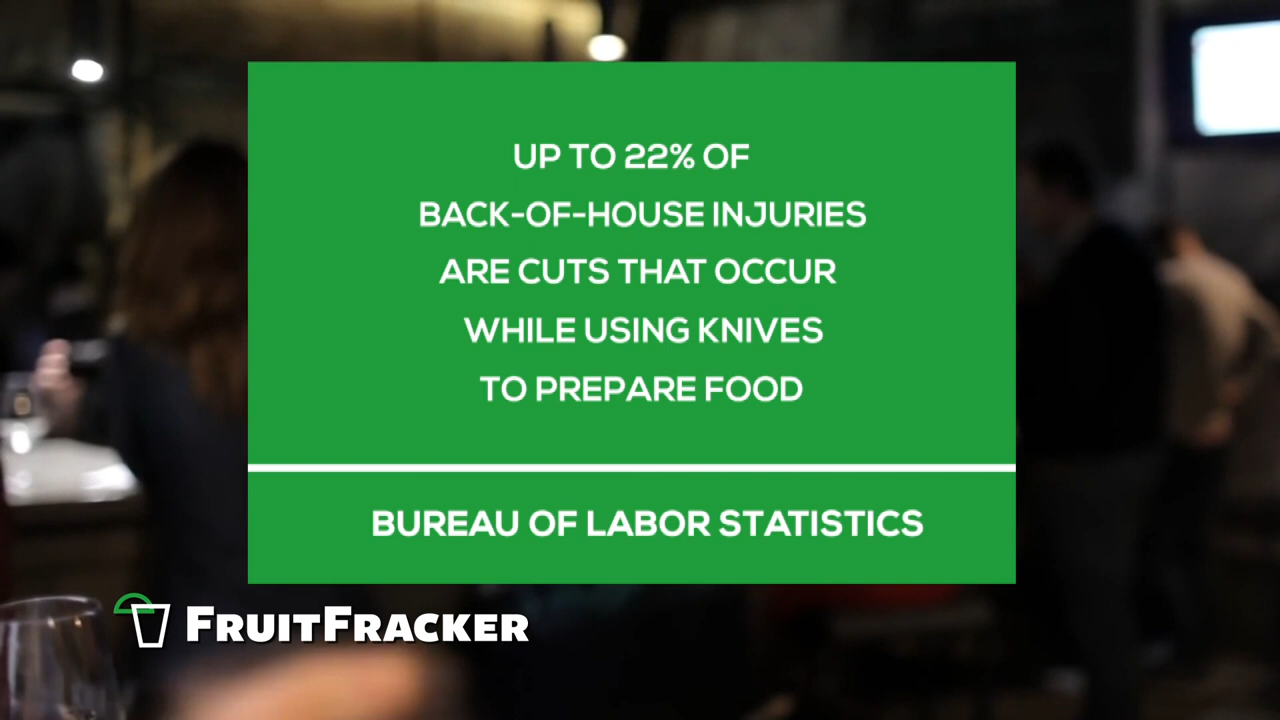 UP TO 22% OF
BACK-OF-HOUSE INJURIES
ARE CUTS THAT OCCUR
WHILE USING KNIVES
TO PREPARE FOOD
BUREAU OF LABOR STATISTICS
FRUITFRACKER